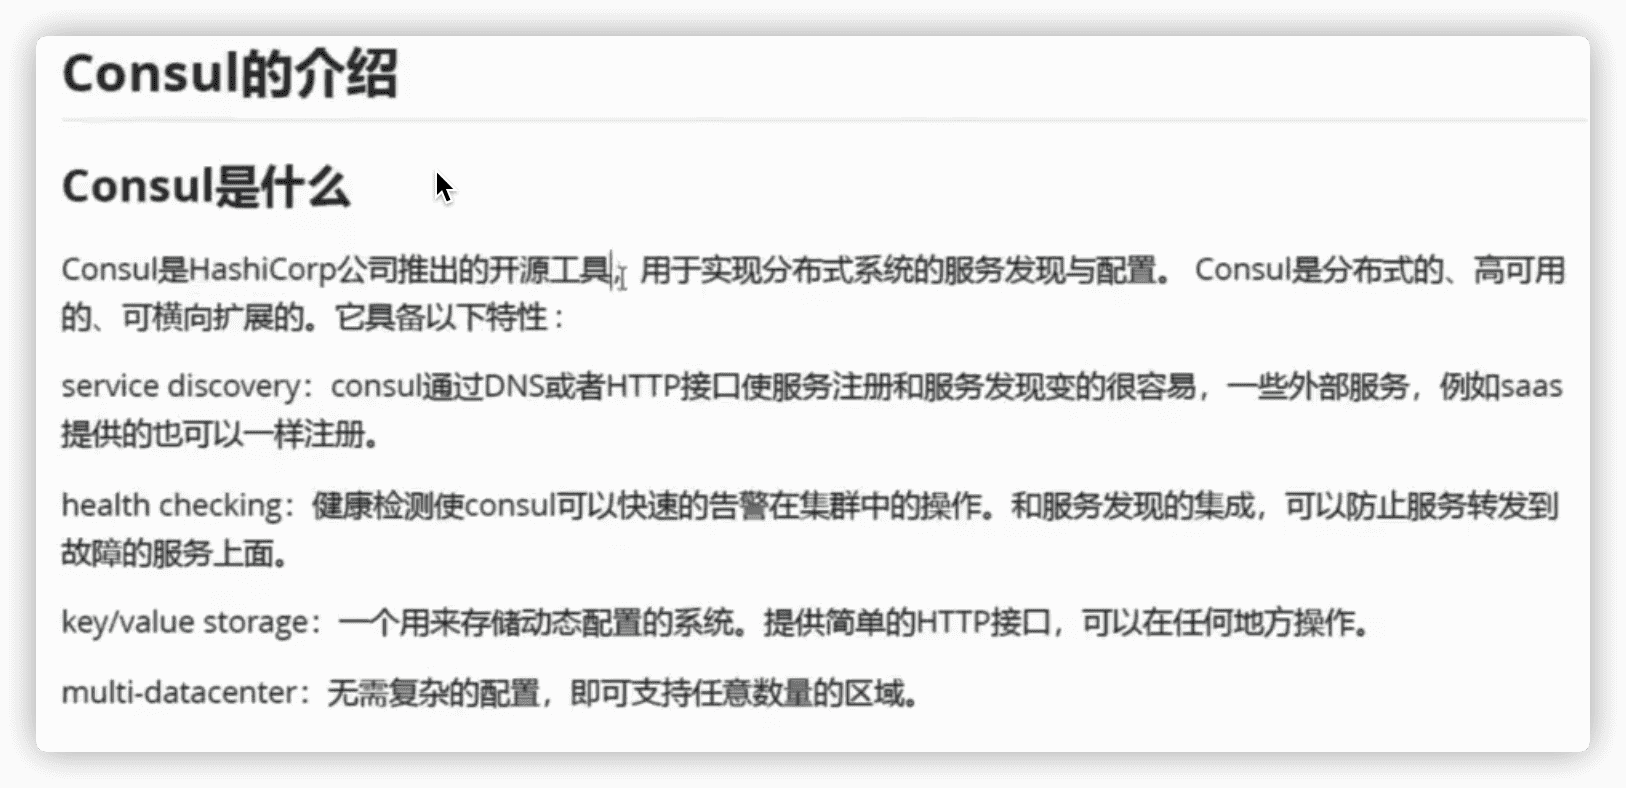 Consul的介绍
Consul是什么
Consul是HashiCorp公司推出的开源工具，用于实现分布式系统的服务发现与配置。 Consul是分布式的、高可用
的、可横向扩展的。它具备以下特性：
service discovery：consul通过DNS或者HTTP接口使服务注册和服务发现变的很容易，一些外部服务，例如saas
提供的也可以一样注册。
health checking：健康检测使consul可以快速的告警在集群中的操作。和服务发现的集成，可以防止服务转发到
故障的服务上面。
key/value storage：一个用来存储动态配置的系统。提供简单的HTTP接口，可以在任何地方操作。
multi-datacenter：无需复杂的配置，即可支持任意数量的区域。